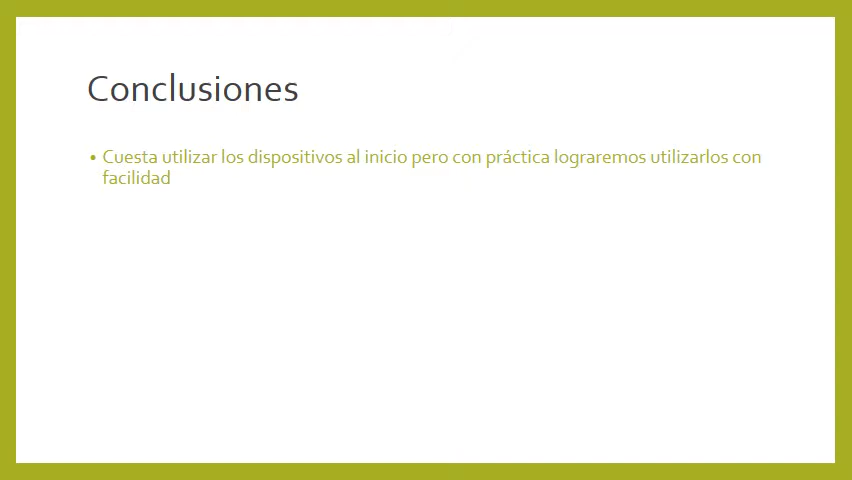 Conclusiones
• Cuesta utilizar los dispositivos al inicio pero con práctica lograremos utilizarlos con
facilidad